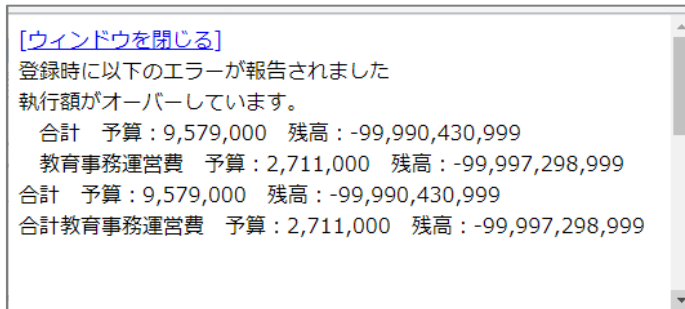 [ウィンドウを閉じる]
登録時に以下のエラーが報告されました
執行額がオーバーしています。
　合計　予算：9,579,000　残高：-99,990,430,999
　教育事務運営費　予算：2,711,000　残高：-99,997,298,999
合計　予算：9,579,000　残高：-99,990,430,999
合計教育事務運営費　予算：2,711,000　残高：-99,997,298,999